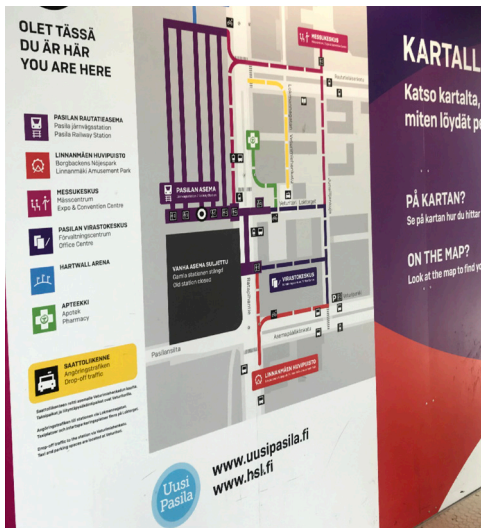 OLET TÄSSÄ
DU ÄR HÄR
YOU ARE HERE
PASILAN RAUTATIEASEMA
Pasila järnvägsstation
Pasila Railway Station
LINNANMÄEN HUVIPUISTO
Borgbackens Nöjespark
Linnanmäki Amusement Park
MESSUKESKUS
Mässcentrum
Expo & Convention Centre
PASILAN VIRASTOKESKUS
Förvaltningscentrum
Office Centre
HARTWALL ARENA
APTEEKKI
Apotek
Pharmacy
SAATTOLIIKENNE
Angöringstrafiken
Drop-off traffic
MESSUKESKUS
PASILAN ASEMA
VANHA ASEMA SULJETTU
Gamla stationen stängd
Old station closed
VIRASTOKESKUS
LINNANMÄEN HUVIPUISTO
Pasilansilta
www.uusipasila.fi
www.hsl.fi
Uusi
Pasila
KARTALL
Katso kartalta,
miten löydät pe
PÅ KARTAN?
Se på kartan hur du hittar
ON THE MAP?
Look at the map to find yo